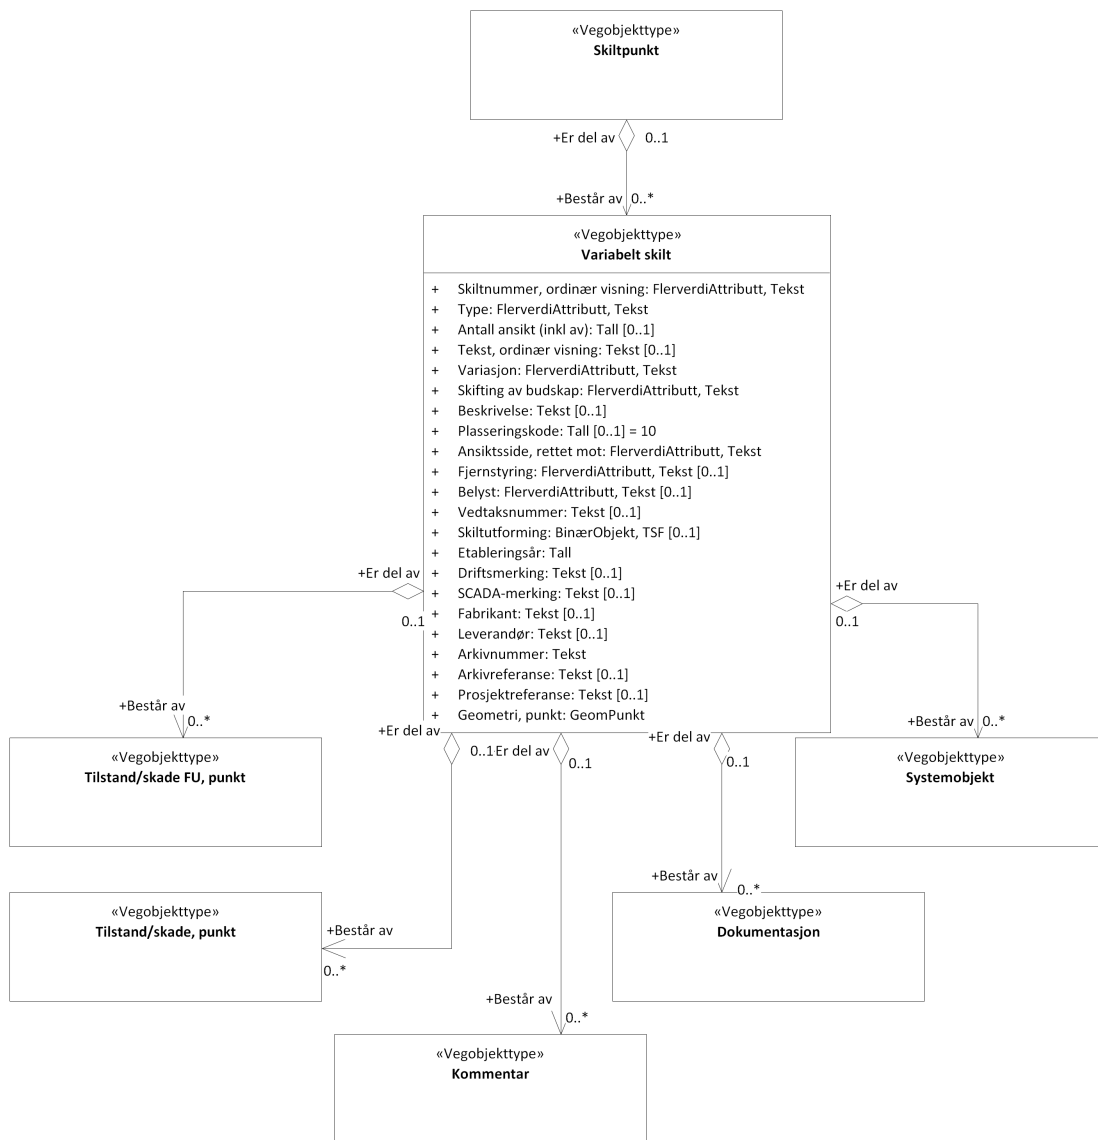 «Vegobjekttype»
Skiltpunkt
+Er del av 0..1
+Består av 0..*
«Vegobjekttype»
Variabelt skilt
+ Skiltnummer, ordinær visning: FlerverdiAttributt, Tekst
+ Type: FlerverdiAttributt, Tekst
+ Antall ansikt (inkl av): Tall [0..1]
+ Tekst, ordinær visning: Tekst [0..1]
+ Variasjon: FlerverdiAttributt, Tekst
+ Skifting av budskap: FlerverdiAttributt, Tekst
+ Beskrivelse: Tekst [0..1]
+ Plasseringskode: Tall [0..1] = 10
+ Ansiktsside, rettet mot: FlerverdiAttributt, Tekst
+ Fjernstyring: FlerverdiAttributt, Tekst [0..1]
+ Belyst: FlerverdiAttributt, Tekst [0..1]
+ Vedtaksnummer: Tekst [0..1]
+ Skiltutforming: BinærObjekt, TSF [0..1]
+ Etableringsår: Tall
+ Driftsmerking: Tekst [0..1]
+ SCADA-merking: Tekst [0..1]
+ Fabrikant: Tekst [0..1]
+ Leverandør: Tekst [0..1]
+ Arkivnummer: Tekst
+ Arkivreferanse: Tekst [0..1]
+ Prosjektreferanse: Tekst [0..1]
+ Geometri, punkt: GeomPunkt
+Er del av
0..1
+Består av
0..*
+Er del av
0..1
+Består av 0..*
+Er del av
0..1
Er del av
0..1
+Er del av
0..1
«Vegobjekttype»
Tilstand/skade FU, punkt
«Vegobjekttype»
Systemobjekt
+Består av
0..*
«Vegobjekttype»
Tilstand/skade, punkt
+Består av
0..*
«Vegobjekttype»
Dokumentasjon
+Består av
0..*
«Vegobjekttype»
Kommentar